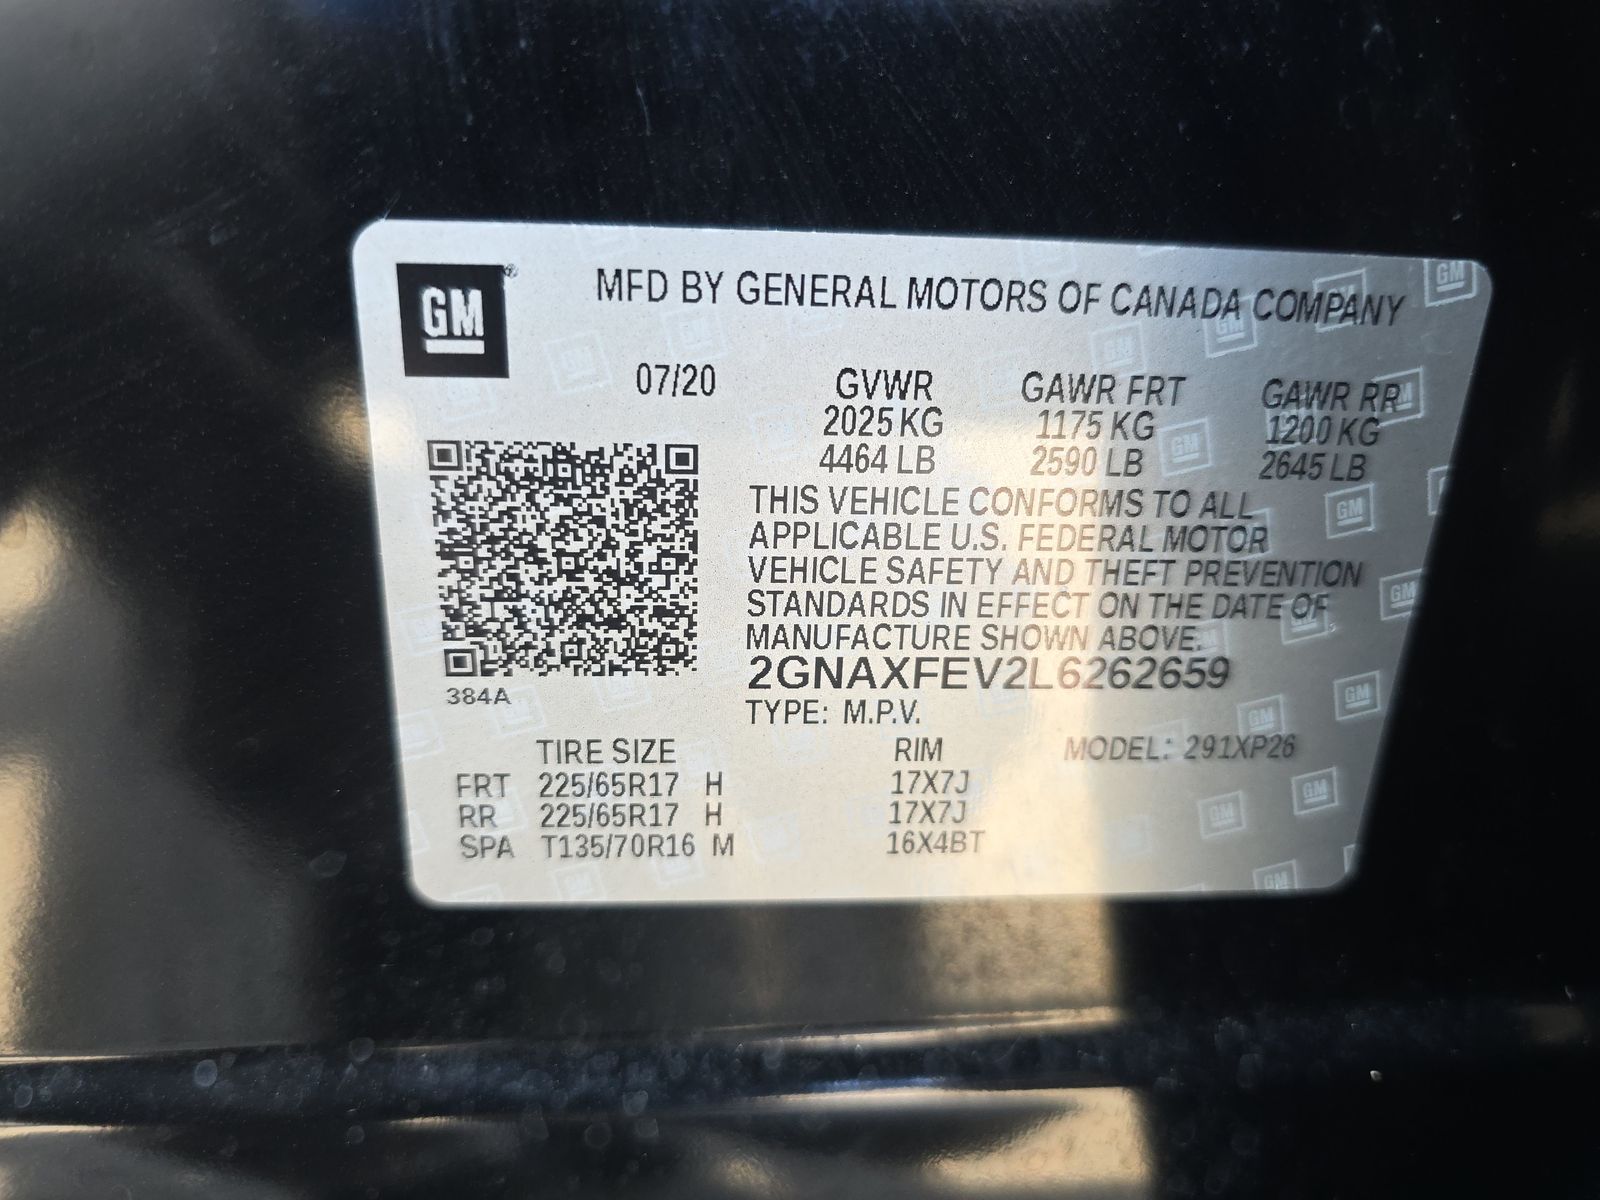 GM®
MFD BY GENERAL MOTORS OF CANADA COMPANY
07/20 GVWR GAWR FRT GAWR RR
2025 KG 1175 KG 1200 KG
4464 LB 2590 LB 2645 LB
THIS VEHICLE CONFORMS TO ALL
APPLICABLE U.S. FEDERAL MOTOR
VEHICLE SAFETY AND THEFT PREVENTION
STANDARDS IN EFFECT ON THE DATE OF
MANUFACTURE SHOWN ABOVE.
2GNAXFEV2L6262659
384A
TYPE: M.P.V.
TIRE SIZE RIM MODEL: 291XP26
FRT 225/65R17 H 17X7J
RR 225/65R17 H 17X7J
SPA T135/70R16 M 16X4BT